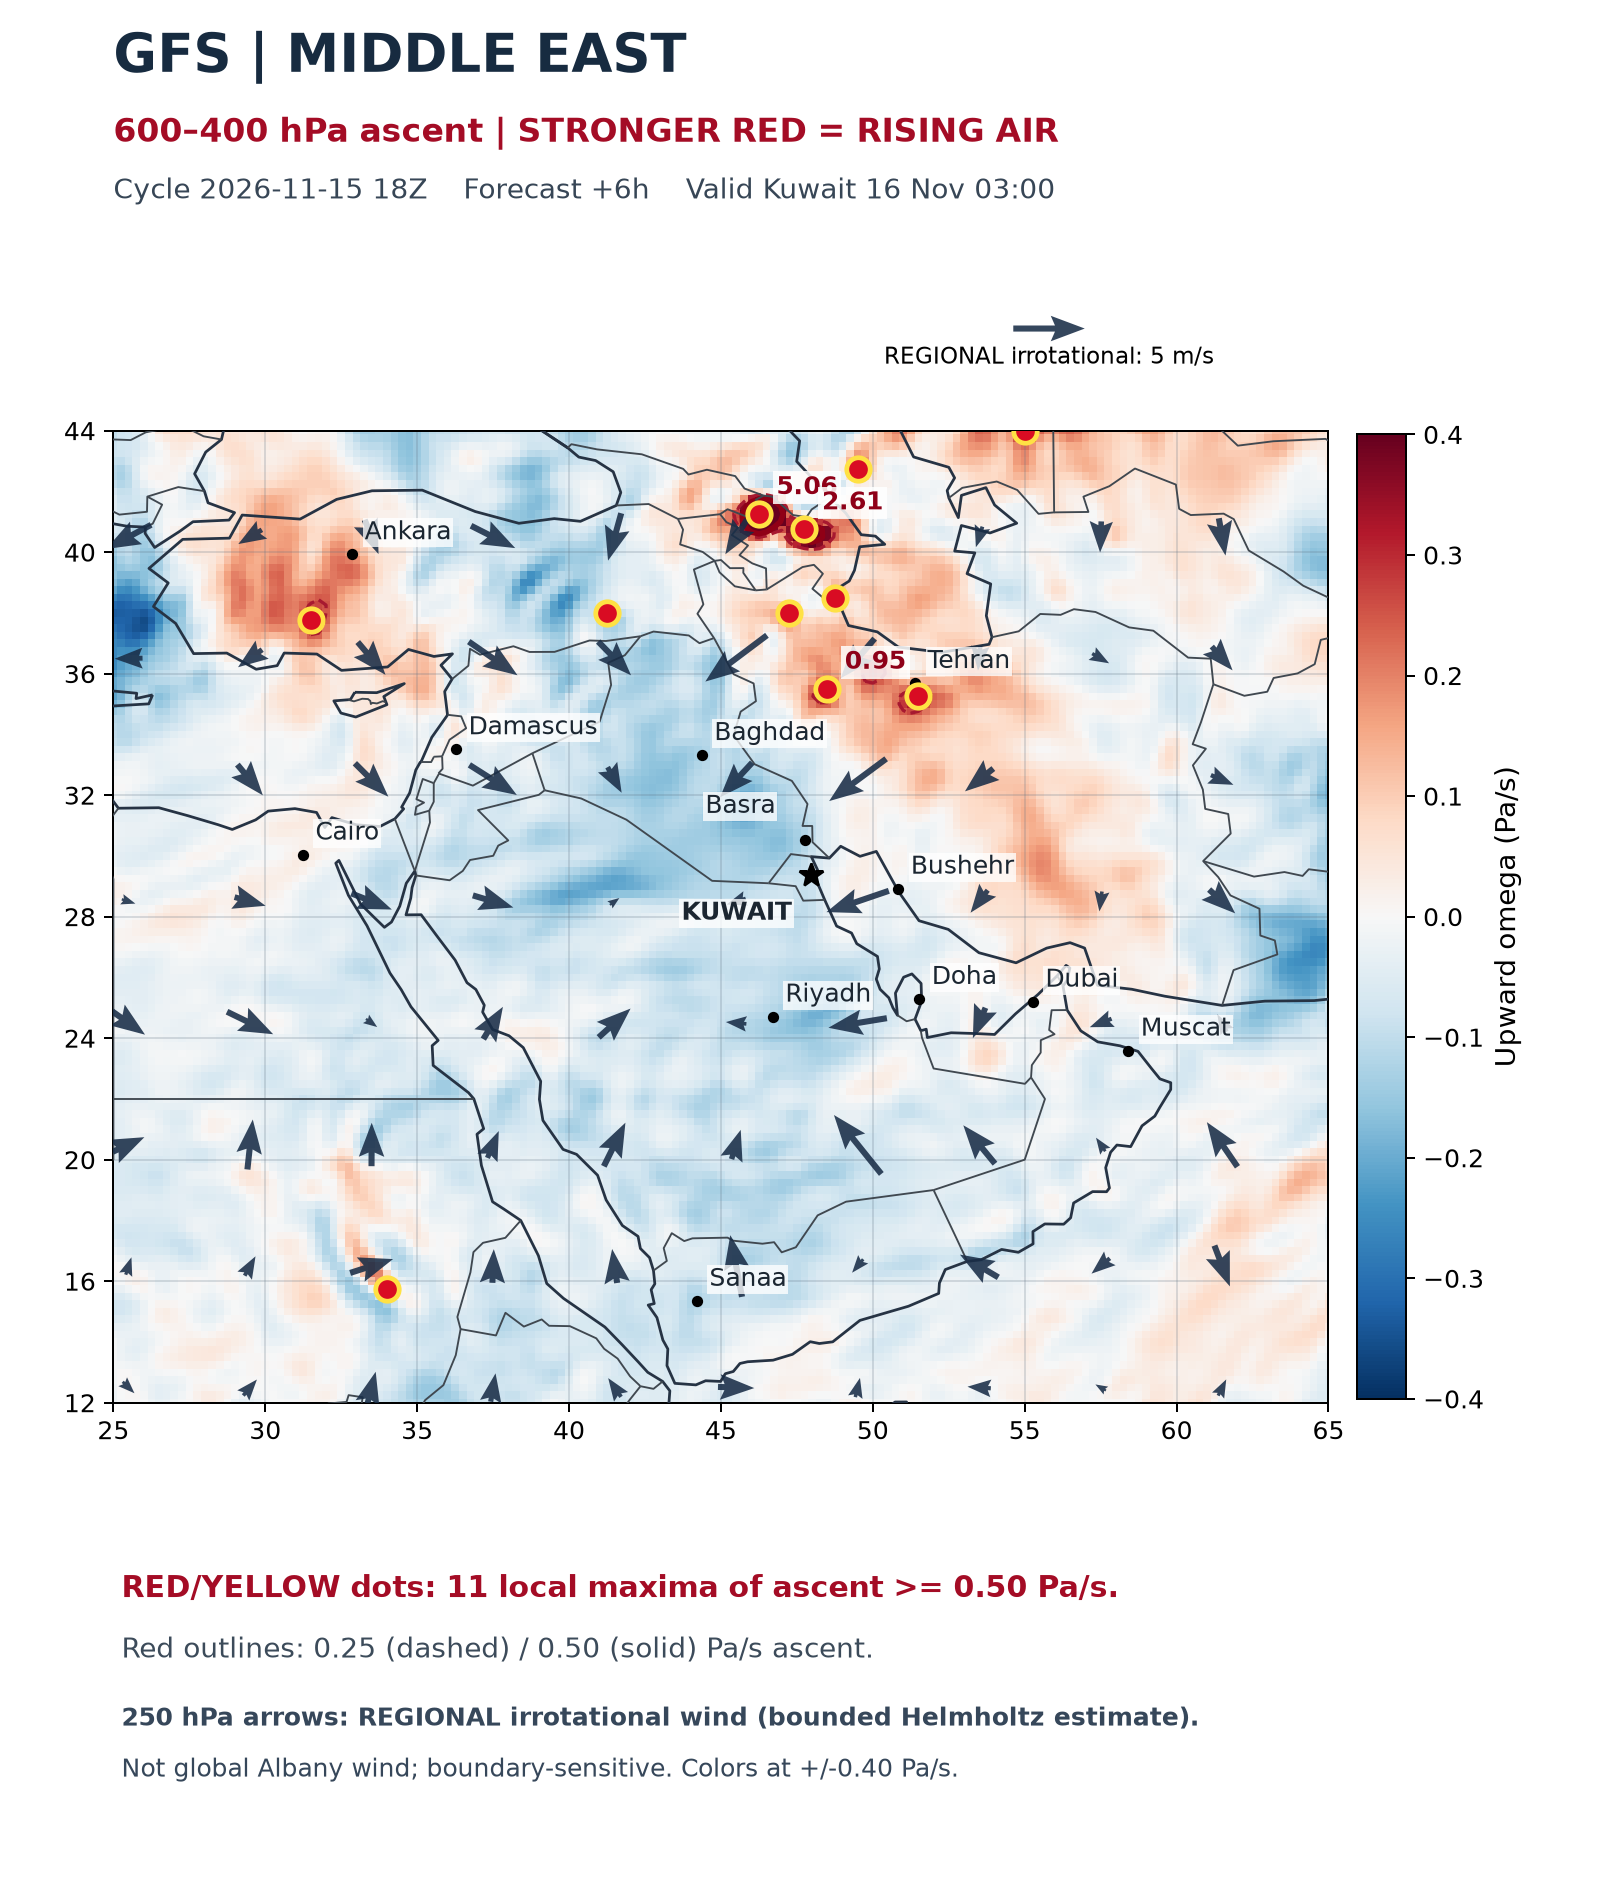 GFS | MIDDLE EAST
600–400 hPa ascent | STRONGER RED = RISING AIR
Cycle 2026-11-15 18Z    Forecast +6h    Valid Kuwait 16 Nov 03:00
REGIONAL irrotational: 5 m/s
44
40
36
32
28
24
20
16
12
25
30
35
40
45
50
55
60
65
5.06
2.61
Ankara
0.95
Tehran
Damascus
Baghdad
Basra
Cairo
Bushehr
KUWAIT
Riyadh
Doha
Dubai
Muscat
Sanaa
0.4
0.3
0.2
0.1
0.0
−0.1
−0.2
−0.3
−0.4
Upward omega (Pa/s)
RED/YELLOW dots: 11 local maxima of ascent >= 0.50 Pa/s.
Red outlines: 0.25 (dashed) / 0.50 (solid) Pa/s ascent.
250 hPa arrows: REGIONAL irrotational wind (bounded Helmholtz estimate).
Not global Albany wind; boundary-sensitive. Colors at +/-0.40 Pa/s.